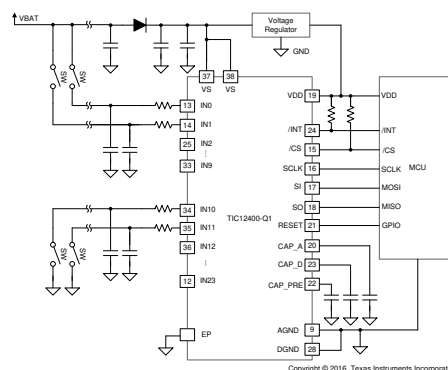 VBAT
Voltage
Regulator
GND
SW
SW
37
38
VS
VS
13 IN0
14 IN1
25 IN2
33 IN9
34 IN10
35 IN11
36 IN12
12 IN23
EP
TIC12400-Q1
VDD 19 VDD
/INT 24 /INT
/CS 15 /CS
SCLK 16 SCLK
MCU
SI 17 MOSI
SO 18 MISO
RESET 21 GPIO
CAP_A 20
CAP_D 23
CAP_PRE 22
AGND 9
DGND 28
SW
SW
Copyright © 2016, Texas Instruments Incorporat